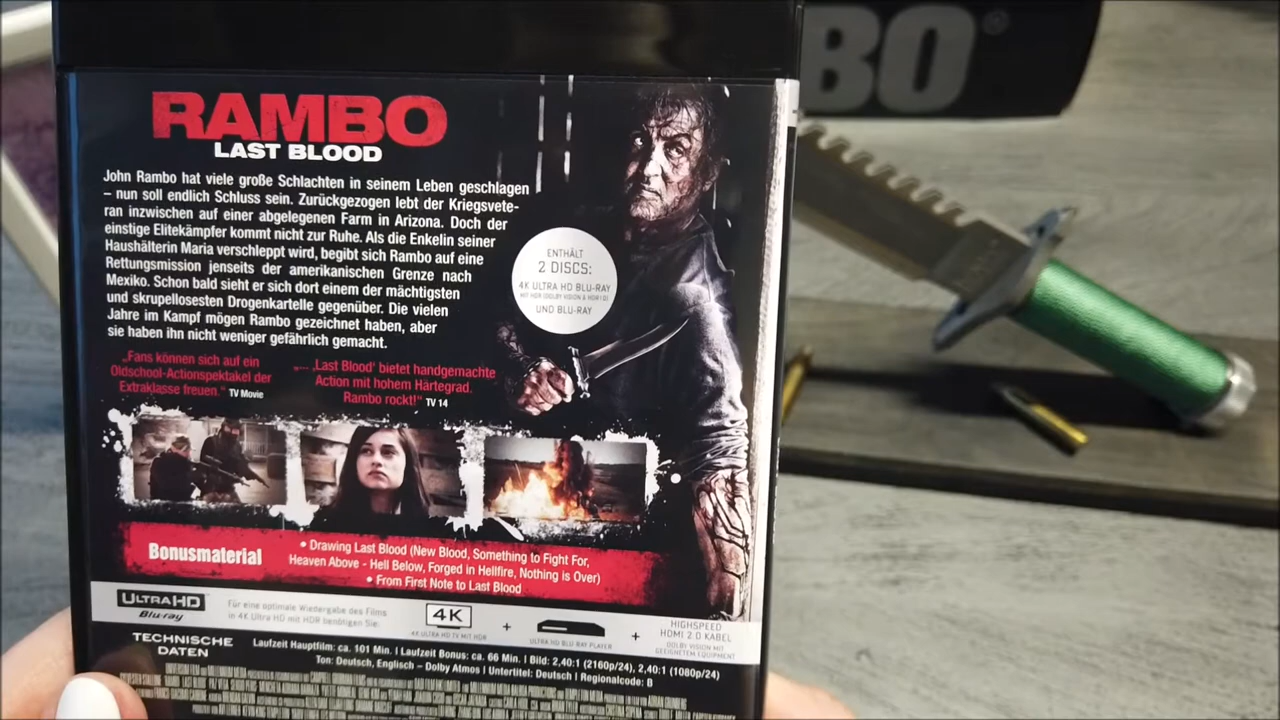 BO®
RAMBO
LAST BLOOD
John Rambo hat viele große Schlachten in seinem Leben geschlagen
– nun soll endlich Schluss sein. Zurückgezogen lebt der Kriegsvete-
ran inzwischen auf einer abgelegenen Farm in Arizona. Doch der
einstige Elitekämpfer kommt nicht zur Ruhe. Als die Enkelin seiner
Haushälterin Maria verschleppt wird, begibt sich Rambo auf eine
Rettungsmission jenseits der amerikanischen Grenze nach
Mexiko. Schon bald sieht er sich dort einem der mächtigsten
und skrupellosesten Drogenkartelle gegenüber. Die vielen
Jahre im Kampf mögen Rambo gezeichnet haben, aber
sie haben ihn nicht weniger gefährlich gemacht.
ENTHÄLT
2 DISCS:
4K ULTRA HD BLU-RAY
MIT HDR (DOLBY VISION & HDR10)
UND BLU-RAY
„Fans können sich auf ein
Oldschool-Actionspektakel der
Extraklasse freuen.“ TV Movie
„– ‚Last Blood‘ bietet handgemachte
Action mit hohem Härtegrad.
Rambo rockt!“ TV 14
Bonusmaterial
• Drawing Last Blood (New Blood, Something to Fight For,
Heaven Above - Hell Below, Forged in Hellfire, Nothing is Over)
• From First Note to Last Blood
ULTRA HD
Blu-ray
Für eine optimale Wiedergabe des Films
in 4K Ultra HD mit HDR benötigen Sie:
4K
4K ULTRA HD TV MIT HDR
+
ULTRA HD BLU RAY PLAYER
+
HIGHSPEED
HDMI 2.0 KABEL
DOLBY VISION MIT
GEEIGNETEM EQUIPMENT
TECHNISCHE
DATEN
Laufzeit Hauptfilm: ca. 101 Min. | Laufzeit Bonus: ca. 66 Min. | Bild: 2,40:1 (2160p/24), 2,40:1 (1080p/24)
Ton: Deutsch, Englisch – Dolby Atmos | Untertitel: Deutsch | Regionalcode: B